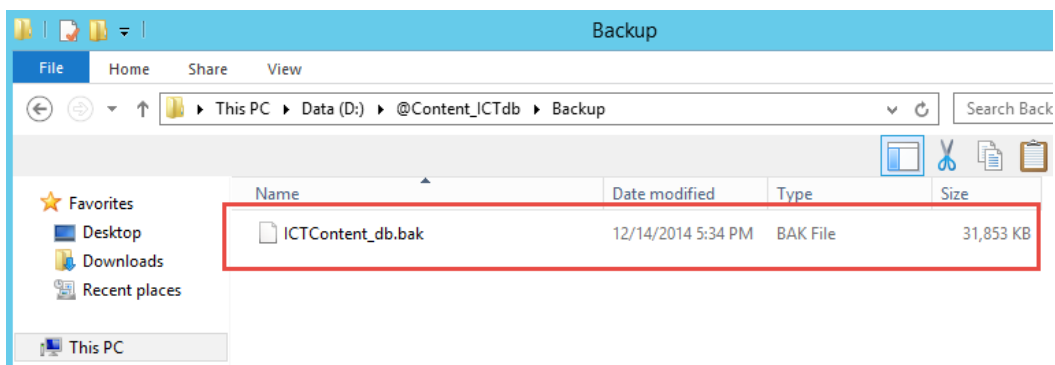 Backup
File Home Share View
This PC Data (D:) @Content_ICTdb Backup Search Back
Name Date modified Type Size
Favorites
ICTContent_db.bak 12/14/2014 5:34 PM BAK File 31,853 KB
Desktop
Downloads
Recent places
This PC